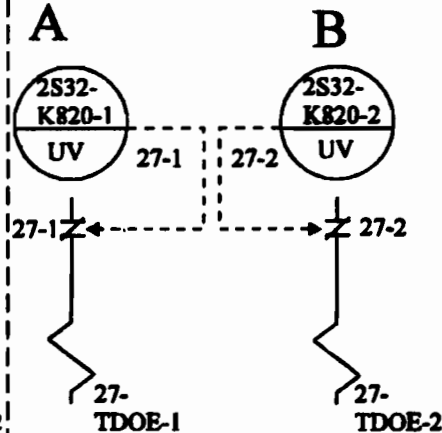 A
B
2S32-
K820-1
UV
2S32-
K820-2
UV
27-1
27-2
27-1
27-2
27-
TDOE-1
27-
TDOE-2